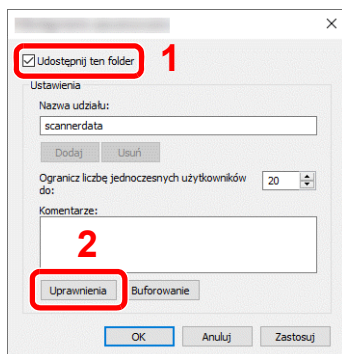 Udostępnij ten folder
1
Ustawienia
Nazwa udziału:
scannerdata
Dodaj Usuń
Ogranicz liczbę jednoczesnych użytkowników do:
20
Komentarze:
2
Uprawnienia Buforowanie
OK Anuluj Zastosuj